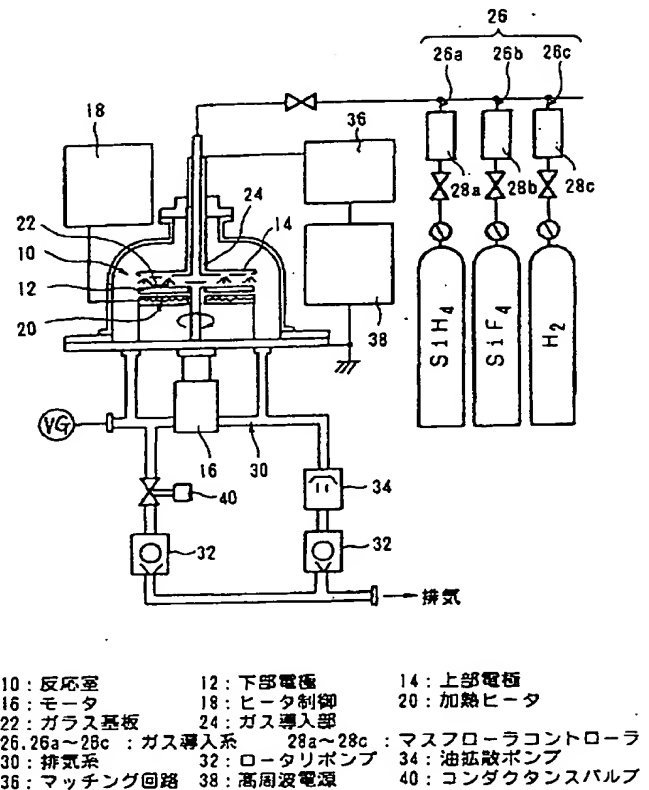 26
26a 26b 26c
18
36
28a 28b 28c
24
22 14
10
12
20
38
SiH4
SiF4
H2
VG
16 30
34
40
32 32
排気
10：反応室 12：下部電極 14：上部電極
16：モータ 18：ヒータ制御 20：加熱ヒータ
22：ガラス基板 24：ガス導入部
26.26a〜26c ：ガス導入系 28a〜28c ：マスフローラコントローラ
30：排気系 32：ロータリポンプ 34：油拡散ポンプ
36：マッチング回路 38：高周波電源 40：コンダクタンスバルブ